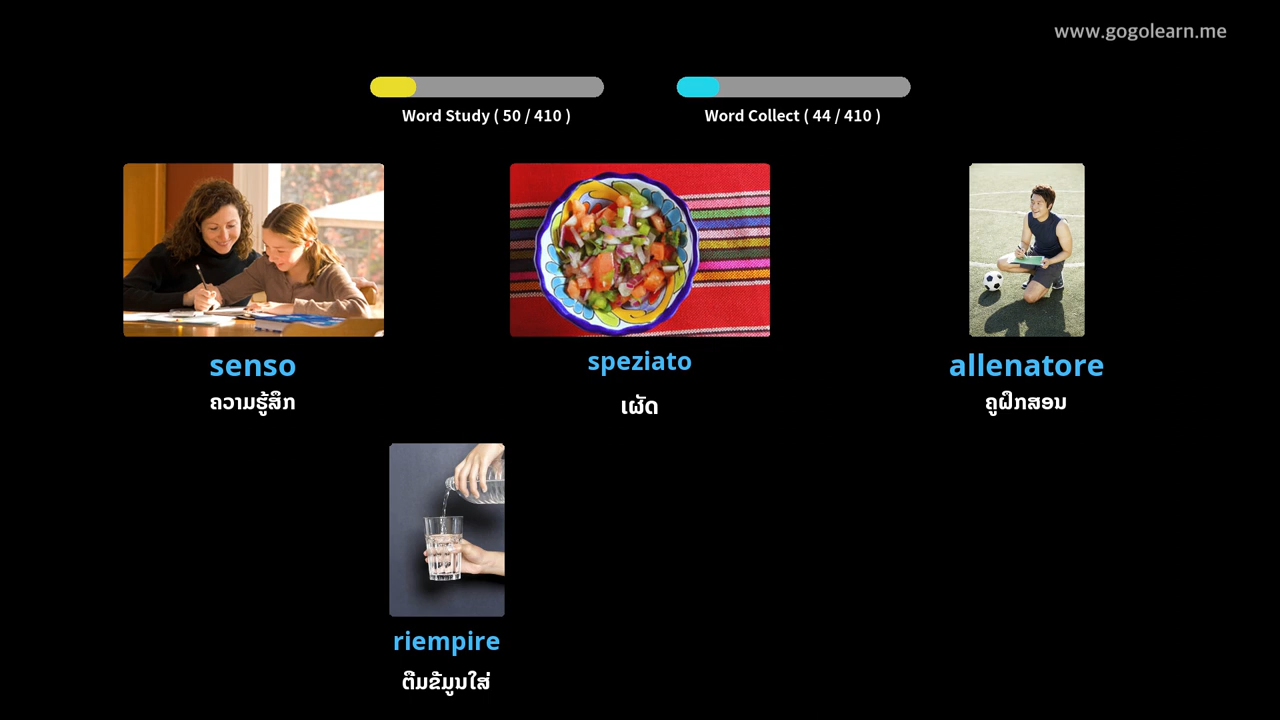 www.gogolearn.me
Word Study ( 50 / 410 )
Word Collect ( 44 / 410 )
senso
ຄວາມຮູ້ສຶກ
speziato
ເຜັດ
allenatore
ຄູຝຶກສອນ
riempire
ຕື່ມຂໍ້ມູນໃສ່